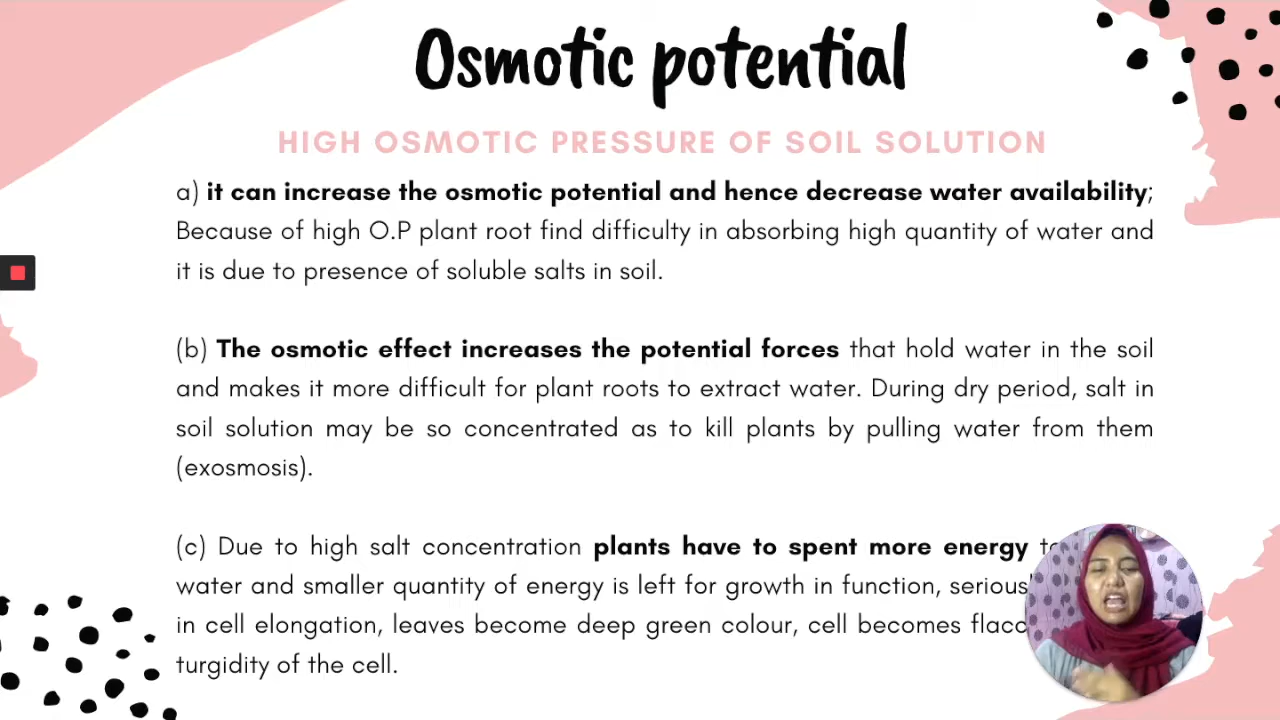 Osmotic potential
HIGH OSMOTIC PRESSURE OF SOIL SOLUTION
a) it can increase the osmotic potential and hence decrease water availability;
Because of high O.P plant root find difficulty in absorbing high quantity of water and
it is due to presence of soluble salts in soil.
(b) The osmotic effect increases the potential forces that hold water in the soil
and makes it more difficult for plant roots to extract water. During dry period, salt in
soil solution may be so concentrated as to kill plants by pulling water from them
(exosmosis).
(c) Due to high salt concentration plants have to spent more energy
water and smaller quantity of energy is left for growth in function,
in cell elongation, leaves become deep green colour, cell becomes
turgidity of the cell.